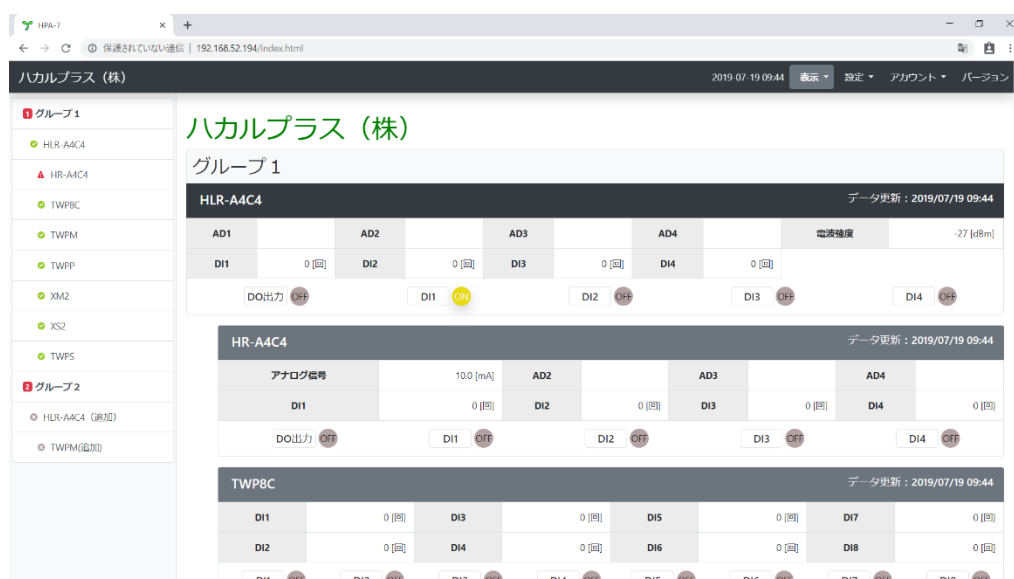 HPA-7
保護されていない通信 | 192.168.52.194/index.html
ハカルプラス（株） 2019-07-19 09:44 表示 設定 アカウント バージョン
1 グループ1
HLR-A4C4
HR-A4C4
TWP8C
TWPM
TWPP
XM2
XS2
TWPS
2 グループ2
HLR-A4C4（追加）
TWPM(追加)
ハカルプラス（株）
グループ1
HLR-A4C4 データ更新：2019/07/19 09:44
AD1 AD2 AD3 AD4 電波強度 -27 [dBm]
DI1 0 [回] DI2 0 [回] DI3 0 [回] DI4 0 [回]
DO出力 OFF DI1 ON DI2 OFF DI3 OFF DI4 OFF
HR-A4C4 データ更新：2019/07/19 09:44
アナログ信号 10.0 [mA] AD2 AD3 AD4
DI1 0 [回] DI2 0 [回] DI3 0 [回] DI4 0 [回]
DO出力 OFF DI1 OFF DI2 OFF DI3 OFF DI4 OFF
TWP8C データ更新：2019/07/19 09:44
DI1 0 [回] DI3 0 [回] DI5 0 [回] DI7 0 [回]
DI2 0 [回] DI4 0 [回] DI6 0 [回] DI8 0 [回]